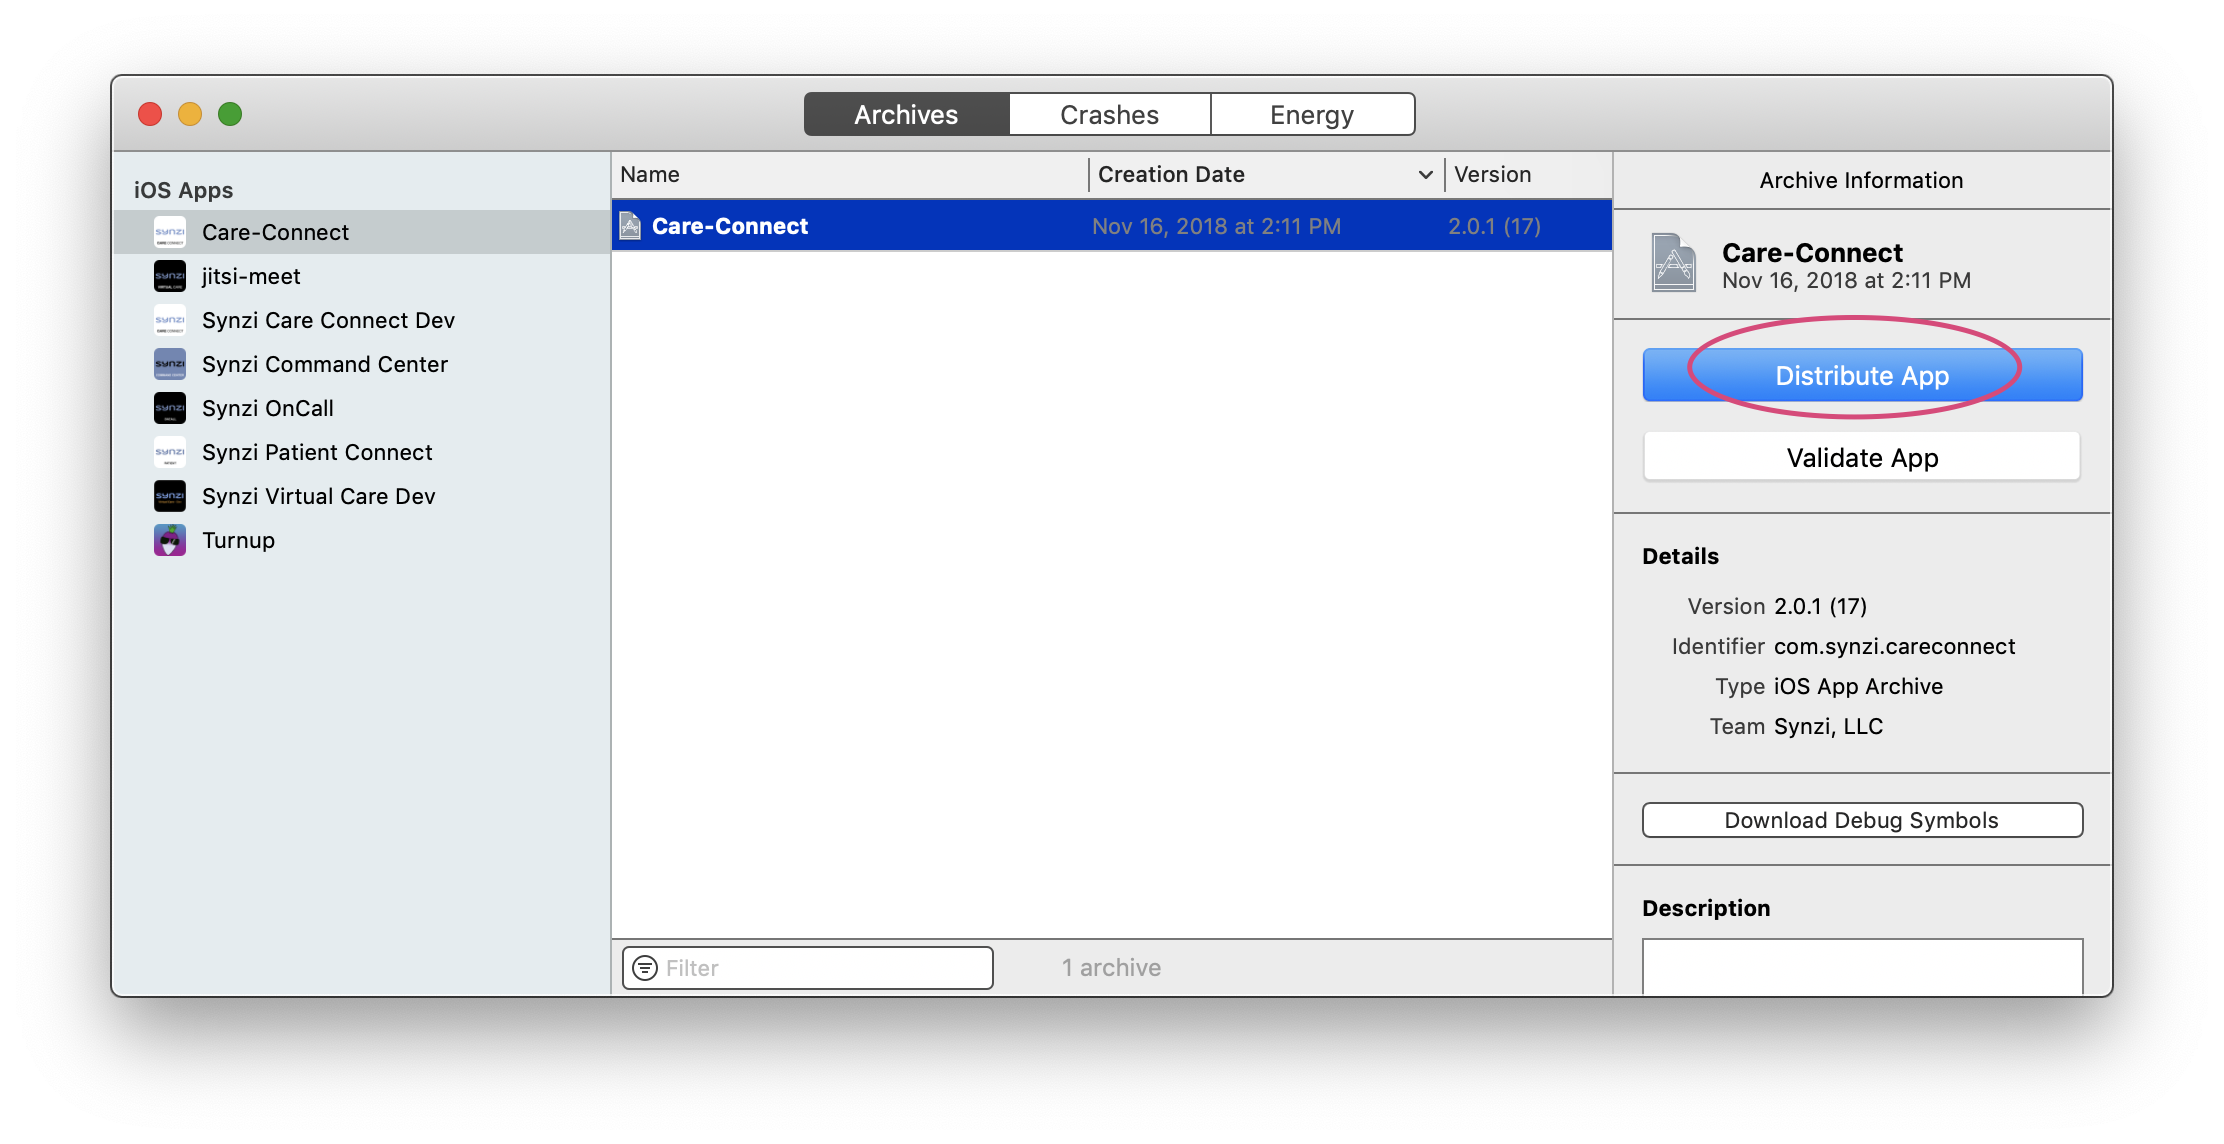 Archives
Crashes
Energy
iOS Apps
Care-Connect
jitsi-meet
Synzi Care Connect Dev
Synzi Command Center
Synzi OnCall
Synzi Patient Connect
Synzi Virtual Care Dev
Turnup
Name
Creation Date
Version
Care-Connect
Nov 16, 2018 at 2:11 PM
2.0.1 (17)
Filter
1 archive
Archive Information
Care-Connect
Nov 16, 2018 at 2:11 PM
Distribute App
Validate App
Details
Version 2.0.1 (17)
Identifier com.synzi.careconnect
Type iOS App Archive
Team Synzi, LLC
Download Debug Symbols
Description